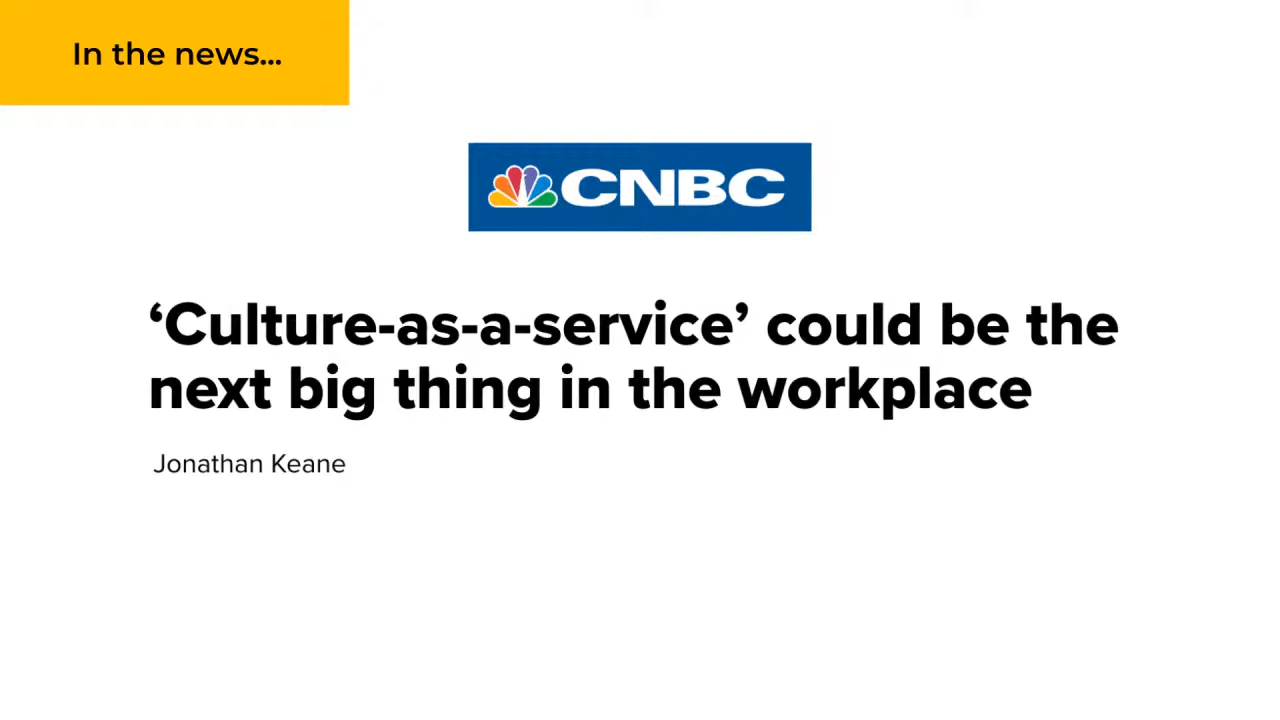 In the news...
CNBC
‘Culture-as-a-service’ could be the
next big thing in the workplace
Jonathan Keane